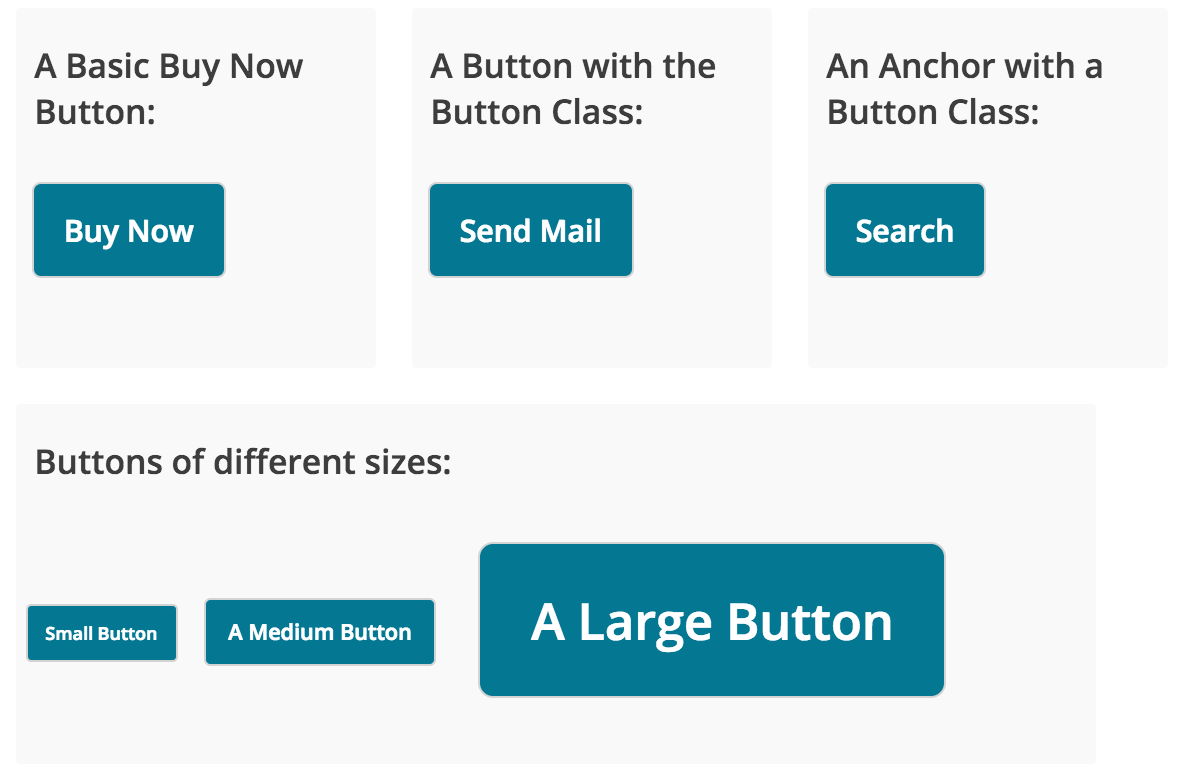 A Basic Buy Now
Button:
Buy Now
A Button with the
Button Class:
Send Mail
An Anchor with a
Button Class:
Search
Buttons of different sizes:
Small Button
A Medium Button
A Large Button